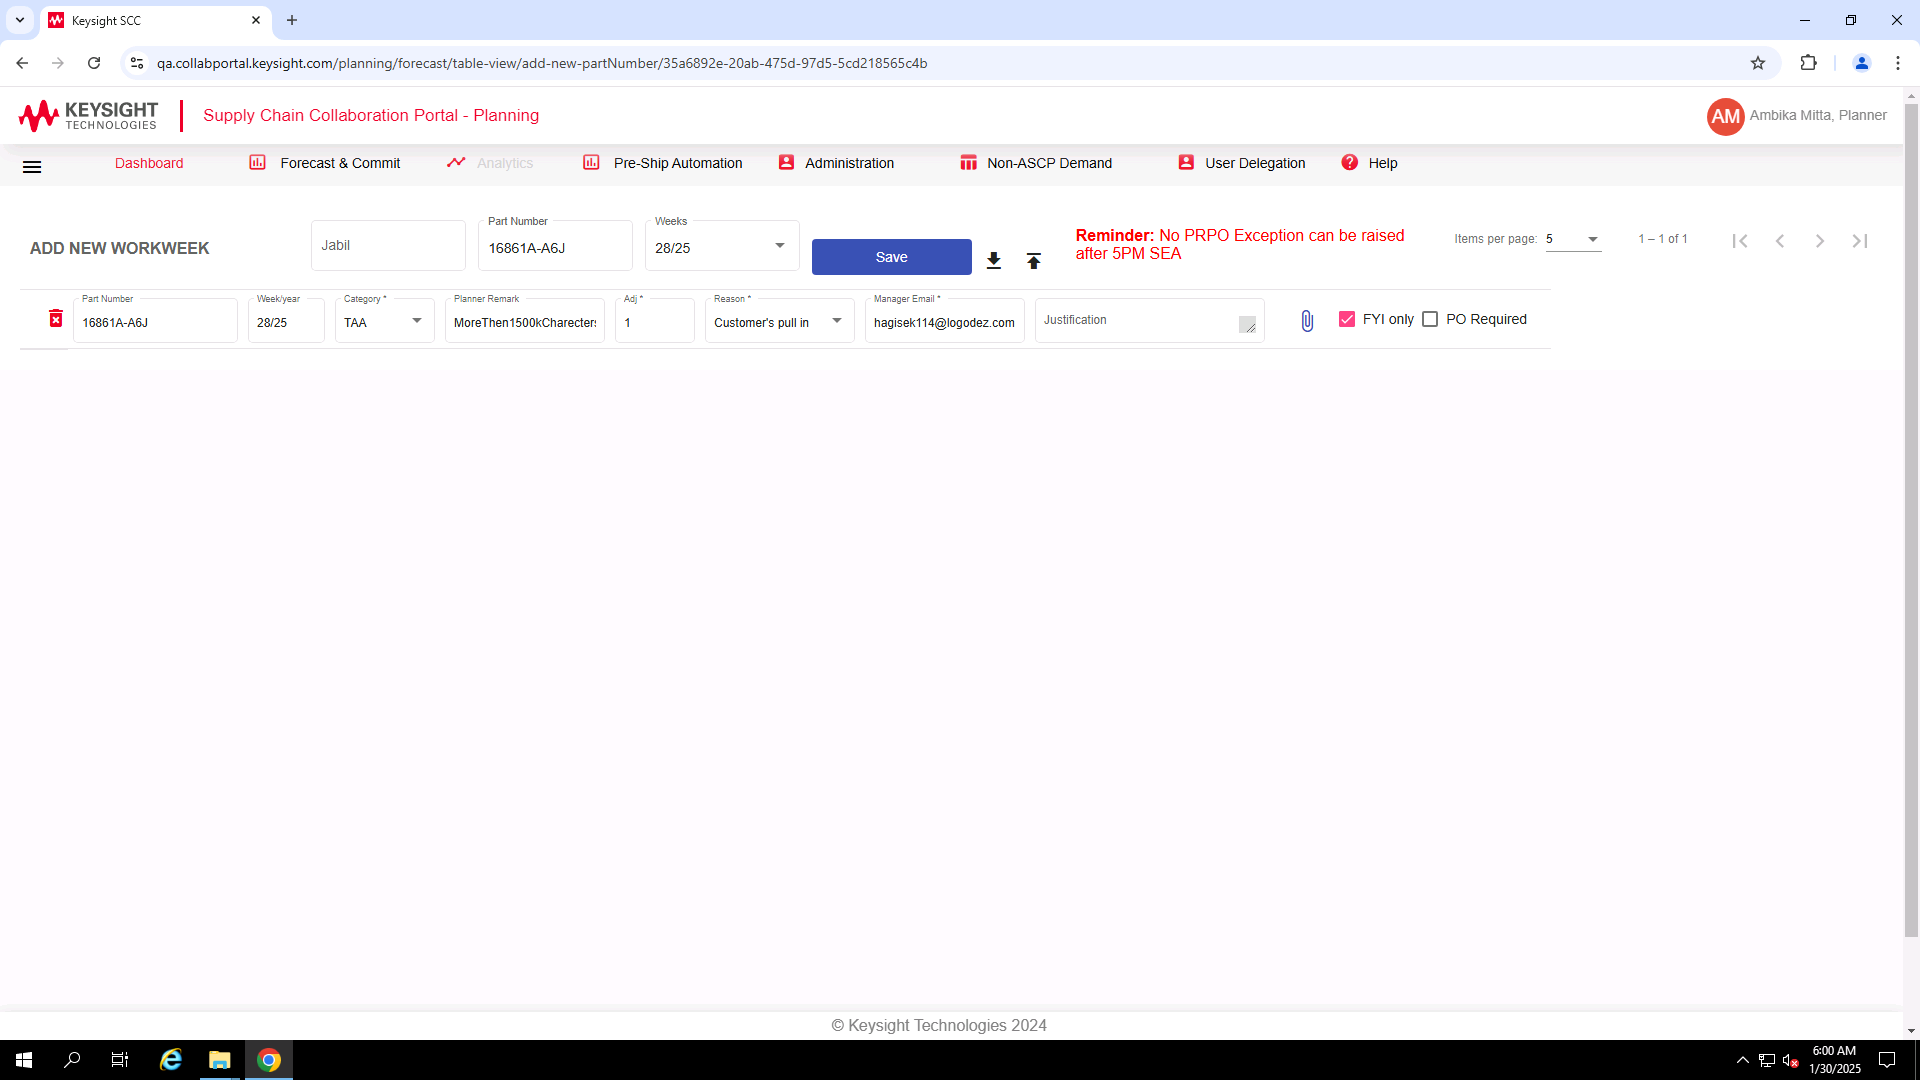 Keysight SCC
qa.collabportal.keysight.com/planning/forecast/table-view/add-new-partNumber/35a6892e-20ab-475d-97d5-5cd218565c4b
KEYSIGHT
TECHNOLOGIES
Supply Chain Collaboration Portal - Planning
AM
Ambika Mitta, Planner
Dashboard
Forecast & Commit
Analytics
Pre-Ship Automation
Administration
Non-ASCP Demand
User Delegation
Help
ADD NEW WORKWEEK
Jabil
Part Number
16861A-A6J
Weeks
28/25
Save
Reminder: No PRPO Exception can be raised
after 5PM SEA
Items per page:
5
1 – 1 of 1
Part Number
16861A-A6J
Week/year
28/25
Category *
TAA
Planner Remark
MoreThen1500kCharecters
Adj *
1
Reason *
Customer's pull in
Manager Email *
hagisek114@logodez.com
Justification
FYI only
PO Required
© Keysight Technologies 2024
6:00 AM
1/30/2025